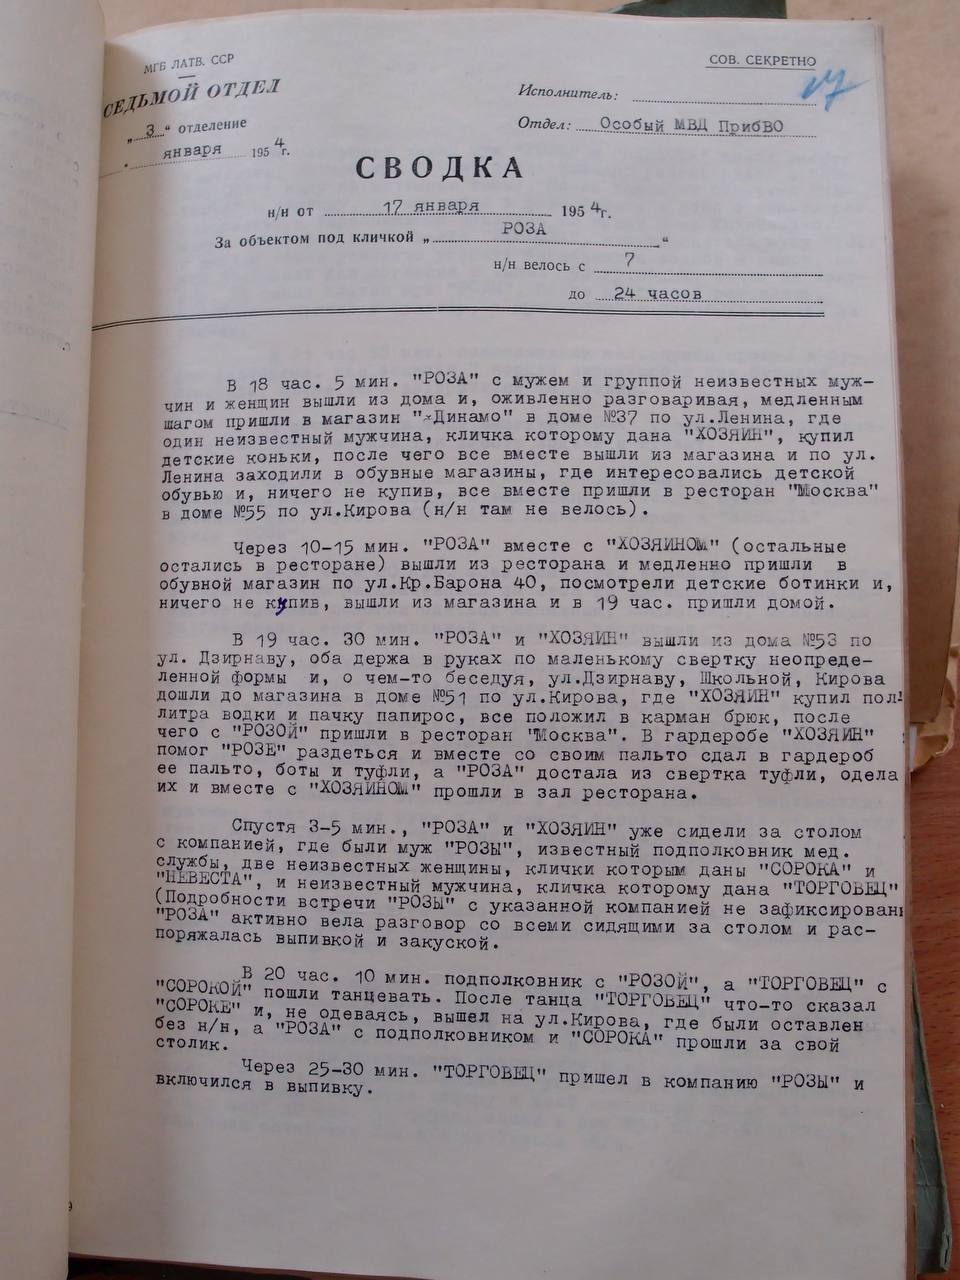 МГБ ЛАТВ. ССР
СЕДЬМОЙ ОТДЕЛ
„ 3 “ отделение
января 1954 г.
СОВ. СЕКРЕТНО
Исполнитель:
Отдел: Особый МВД ПрибВО
СВОДКА
н/н от 17 января 1954 г.
За объектом под кличкой „ РОЗА “
н/н велось с 7
до 24 часов
В 18 час. 5 мин. "РОЗА" с мужем и группой неизвестных муж-
чин и женщин вышли из дома и, оживленно разговаривая, медленным
шагом пришли в магазин "Динамо" в доме №37 по ул.Ленина, где
один неизвестный мужчина, кличка которому дана "ХОЗЯИН", купил
детские коньки, после чего все вместе вышли из магазина и по ул.
Ленина заходили в обувные магазины, где интересовались детской
обувью и, ничего не купив, все вместе пришли в ресторан "Москва"
в доме №55 по ул.Кирова (н/н там не велось).
Через 10-15 мин. "РОЗА" вместе с "ХОЗЯИНОМ" (остальные
остались в ресторане) вышли из ресторана и медленно пришли в
обувной магазин по ул.Кр.Барона 40, посмотрели детские ботинки и,
ничего не купив, вышли из магазина и в 19 час. пришли домой.
В 19 час. 30 мин. "РОЗА" и "ХОЗЯИН" вышли из дома №53 по
ул. Дзирнаву, оба держа в руках по маленькому свертку неопреде-
ленной формы и, о чем-то беседуя, ул.Дзирнаву, Школьной, Кирова
дошли до магазина в доме №51 по ул.Кирова, где "ХОЗЯИН" купил пол-
литра водки и пачку папирос, все положил в карман брюк, после
чего с "РОЗОЙ" пришли в ресторан "Москва". В гардеробе "ХОЗЯИН"
помог "РОЗЕ" раздеться и вместе со своим пальто сдал в гардероб
ее пальто, боты и туфли, а "РОЗА" достала из свертка туфли, одела
их и вместе с "ХОЗЯИНОМ" прошли в зал ресторана.
Спустя 3-5 мин., "РОЗА" и "ХОЗЯИН" уже сидели за столом
с компанией, где были муж "РОЗЫ", известный подполковник мед.
службы, две неизвестных женщины, клички которым даны "СОРОКА" и
"НЕВЕСТА", и неизвестный мужчина, кличка которому дана "ТОРГОВЕЦ"
(Подробности встречи "РОЗЫ" с указанной компанией не зафиксирован
"РОЗА" активно вела разговор со всеми сидящими за столом и рас-
поряжалась выпивкой и закуской.
В 20 час. 10 мин. подполковник с "РОЗОЙ", а "ТОРГОВЕЦ" с
"СОРОКОЙ" пошли танцевать. После танца "ТОРГОВЕЦ" что-то сказал
"СОРОКЕ" и, не одеваясь, вышел на ул.Кирова, где были оставлен
без н/н, а "РОЗА" с подполковником и "СОРОКА" прошли за свой
столик.
Через 25-30 мин. "ТОРГОВЕЦ" пришел в компанию "РОЗЫ" и
включился в выпивку.